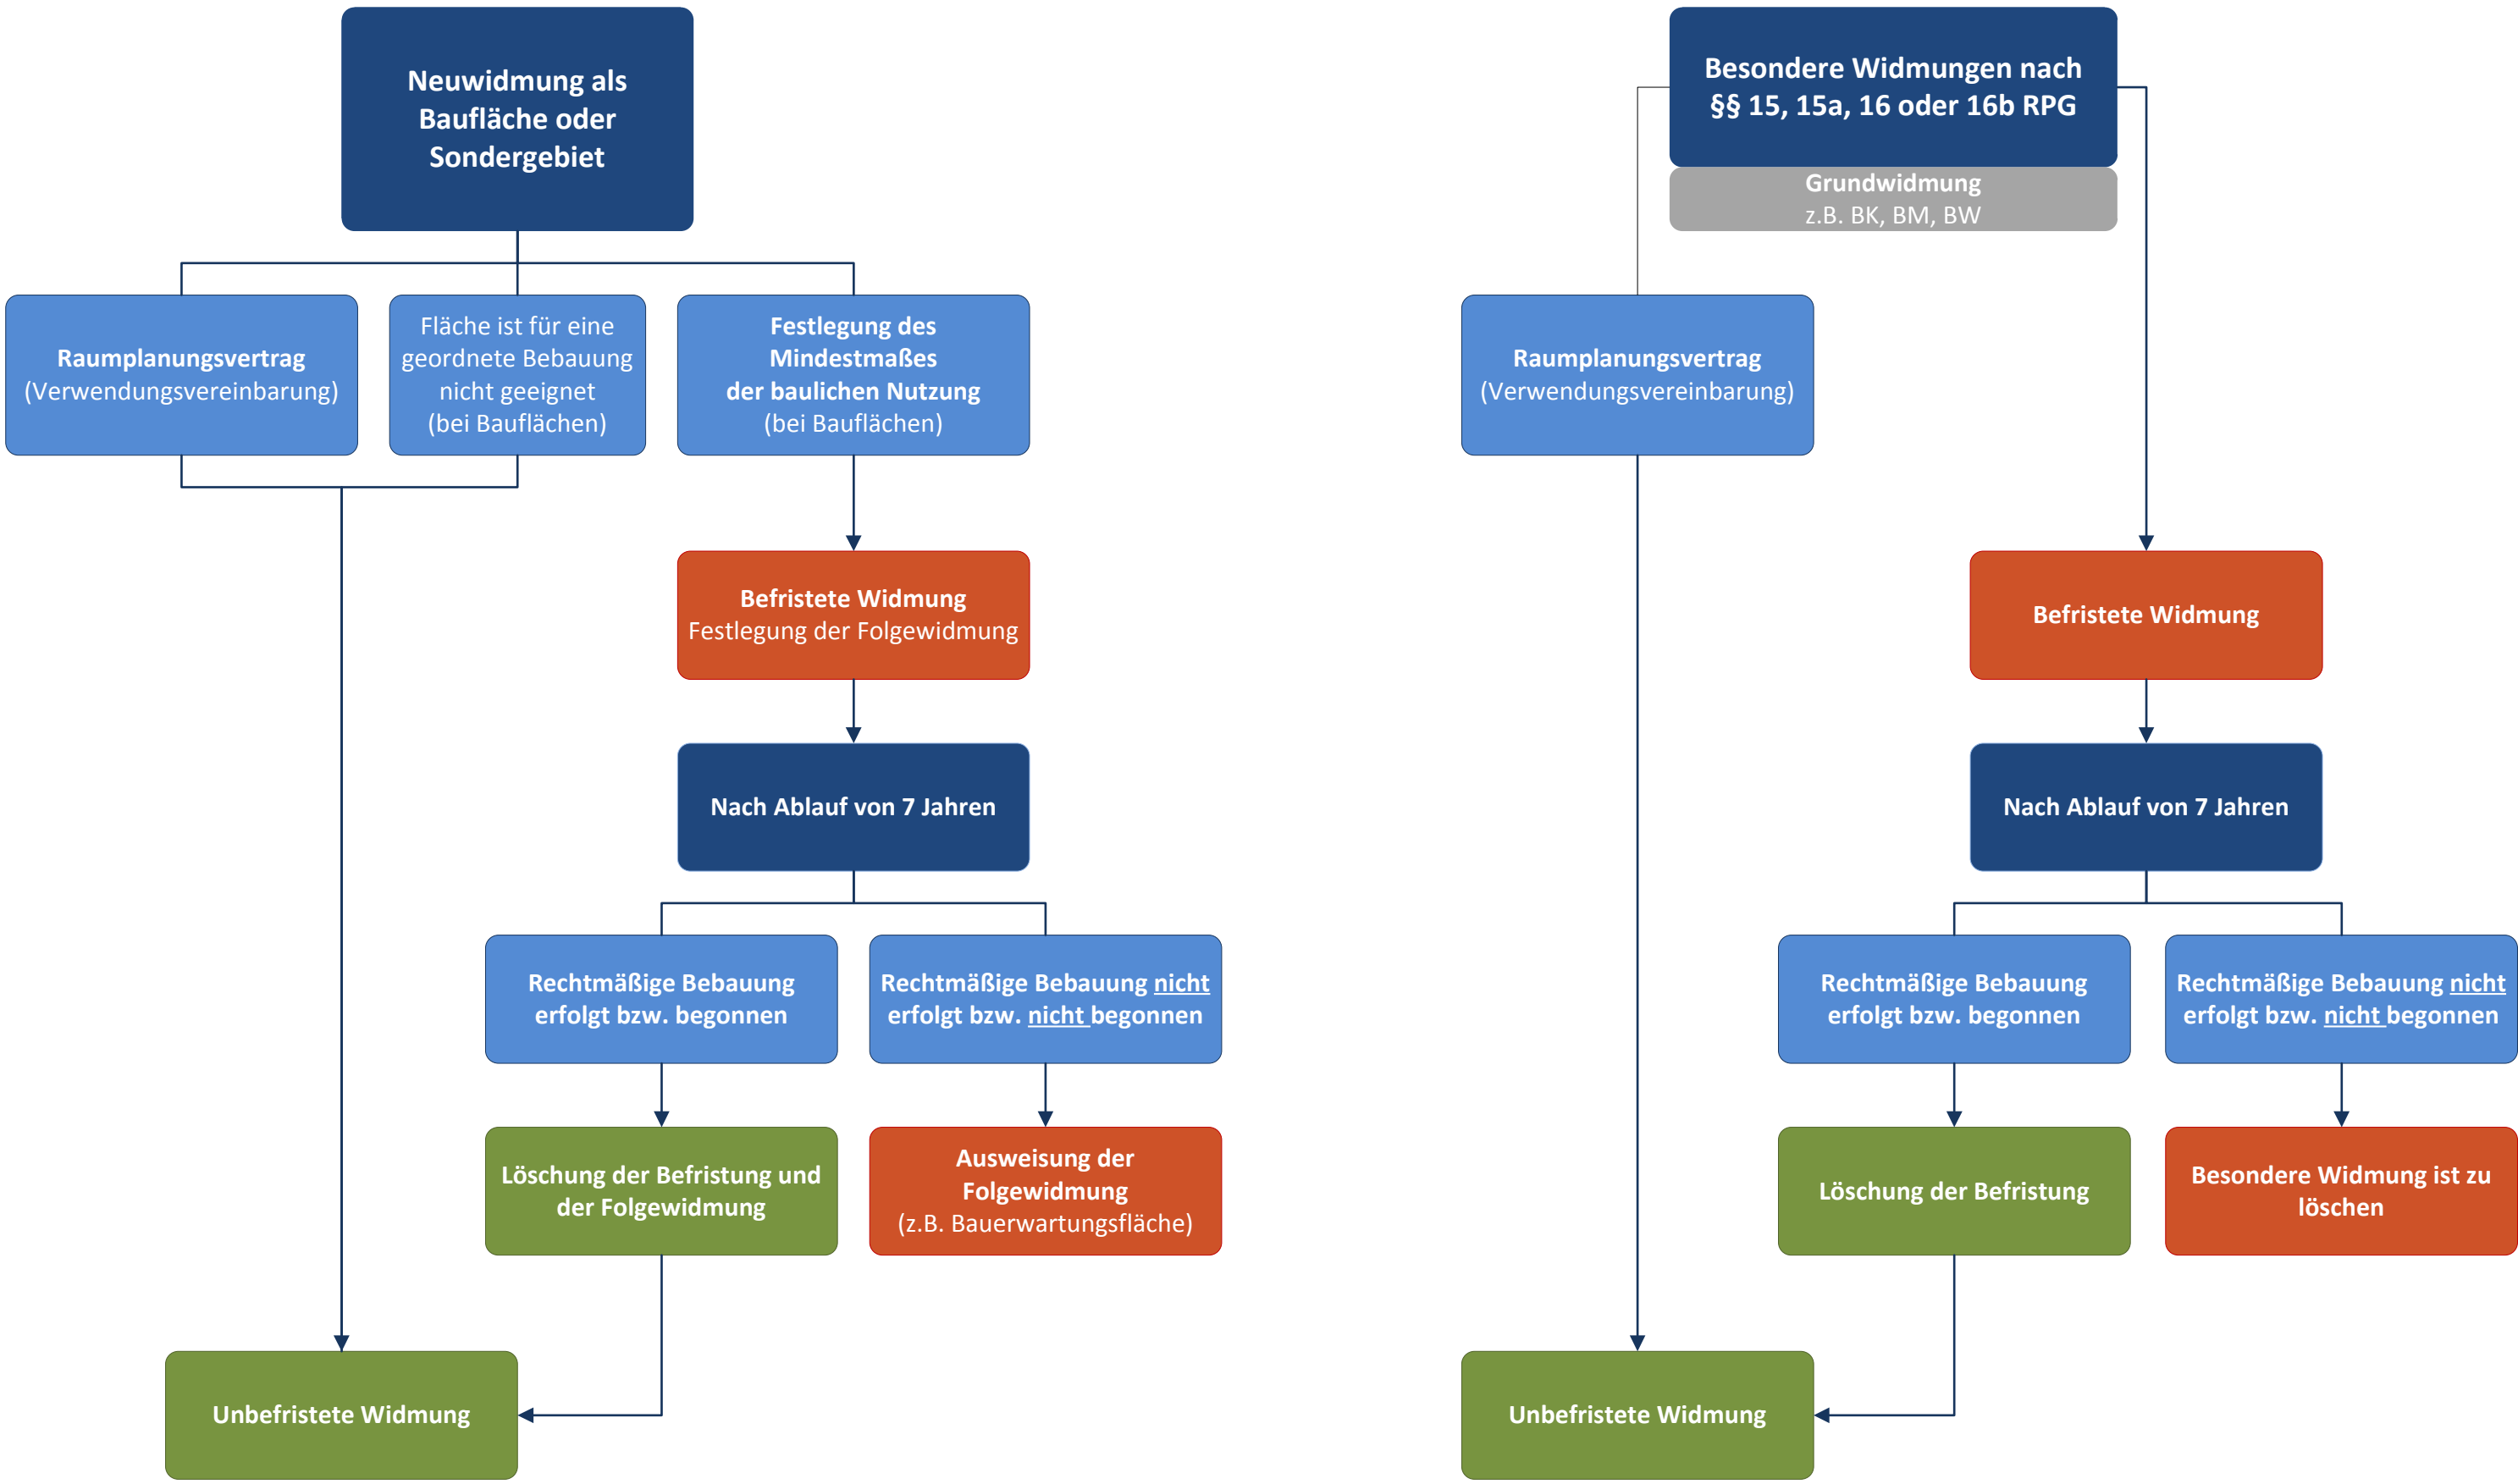 Neuwidmung als
Baufläche oder
Sondergebiet
Raumplanungsvertrag
(Verwendungsvereinbarung)
Fläche ist für eine
geordnete Bebauung
nicht geeignet
(bei Bauflächen)
Festlegung des
Mindestmaßes
der baulichen Nutzung
(bei Bauflächen)
Befristete Widmung
Festlegung der Folgewidmung
Nach Ablauf von 7 Jahren
Rechtmäßige Bebauung
erfolgt bzw. begonnen
Rechtmäßige Bebauung nicht
erfolgt bzw. nicht begonnen
Löschung der Befristung und
der Folgewidmung
Ausweisung der
Folgewidmung
(z.B. Bauerwartungsfläche)
Unbefristete Widmung
Besondere Widmungen nach
§§ 15, 15a, 16 oder 16b RPG
Grundwidmung
z.B. BK, BM, BW
Raumplanungsvertrag
(Verwendungsvereinbarung)
Befristete Widmung
Nach Ablauf von 7 Jahren
Rechtmäßige Bebauung
erfolgt bzw. begonnen
Rechtmäßige Bebauung nicht
erfolgt bzw. nicht begonnen
Löschung der Befristung
Besondere Widmung ist zu
löschen
Unbefristete Widmung